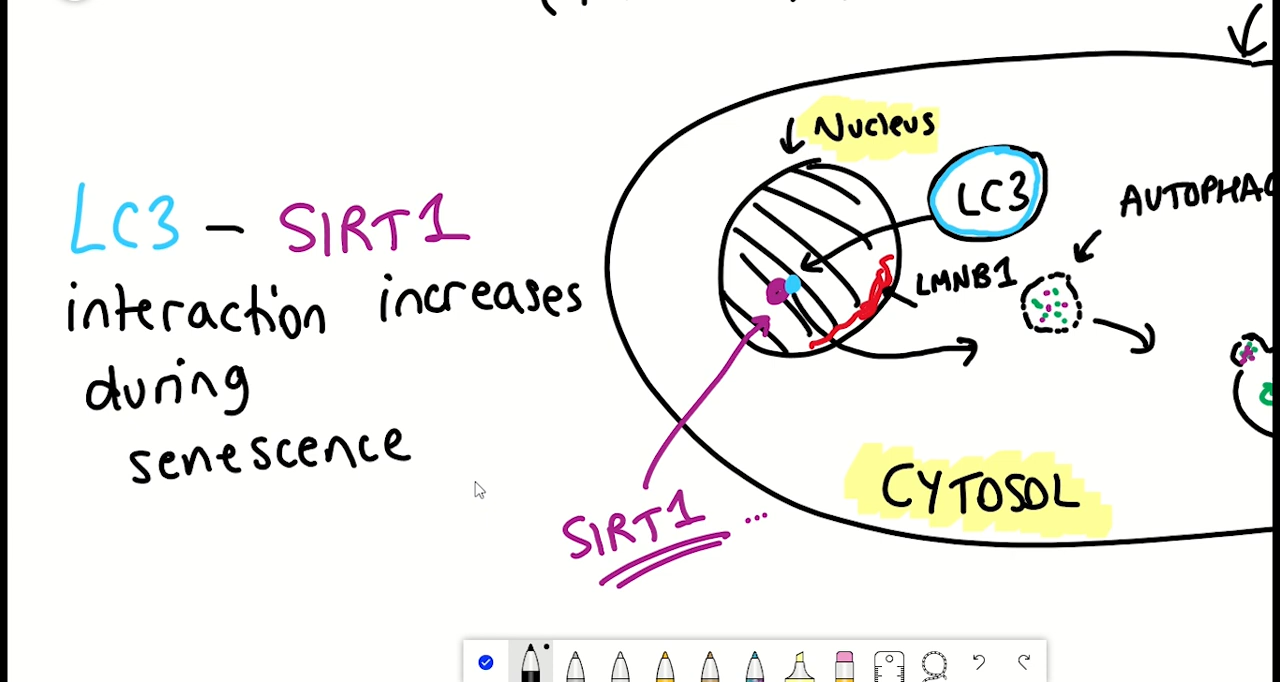 LC3 - SIRT1
interaction increases
during
senescence
Nucleus
LC3
LMNB1
AUTOPHAG
CYTOSOL
SIRT1 ...